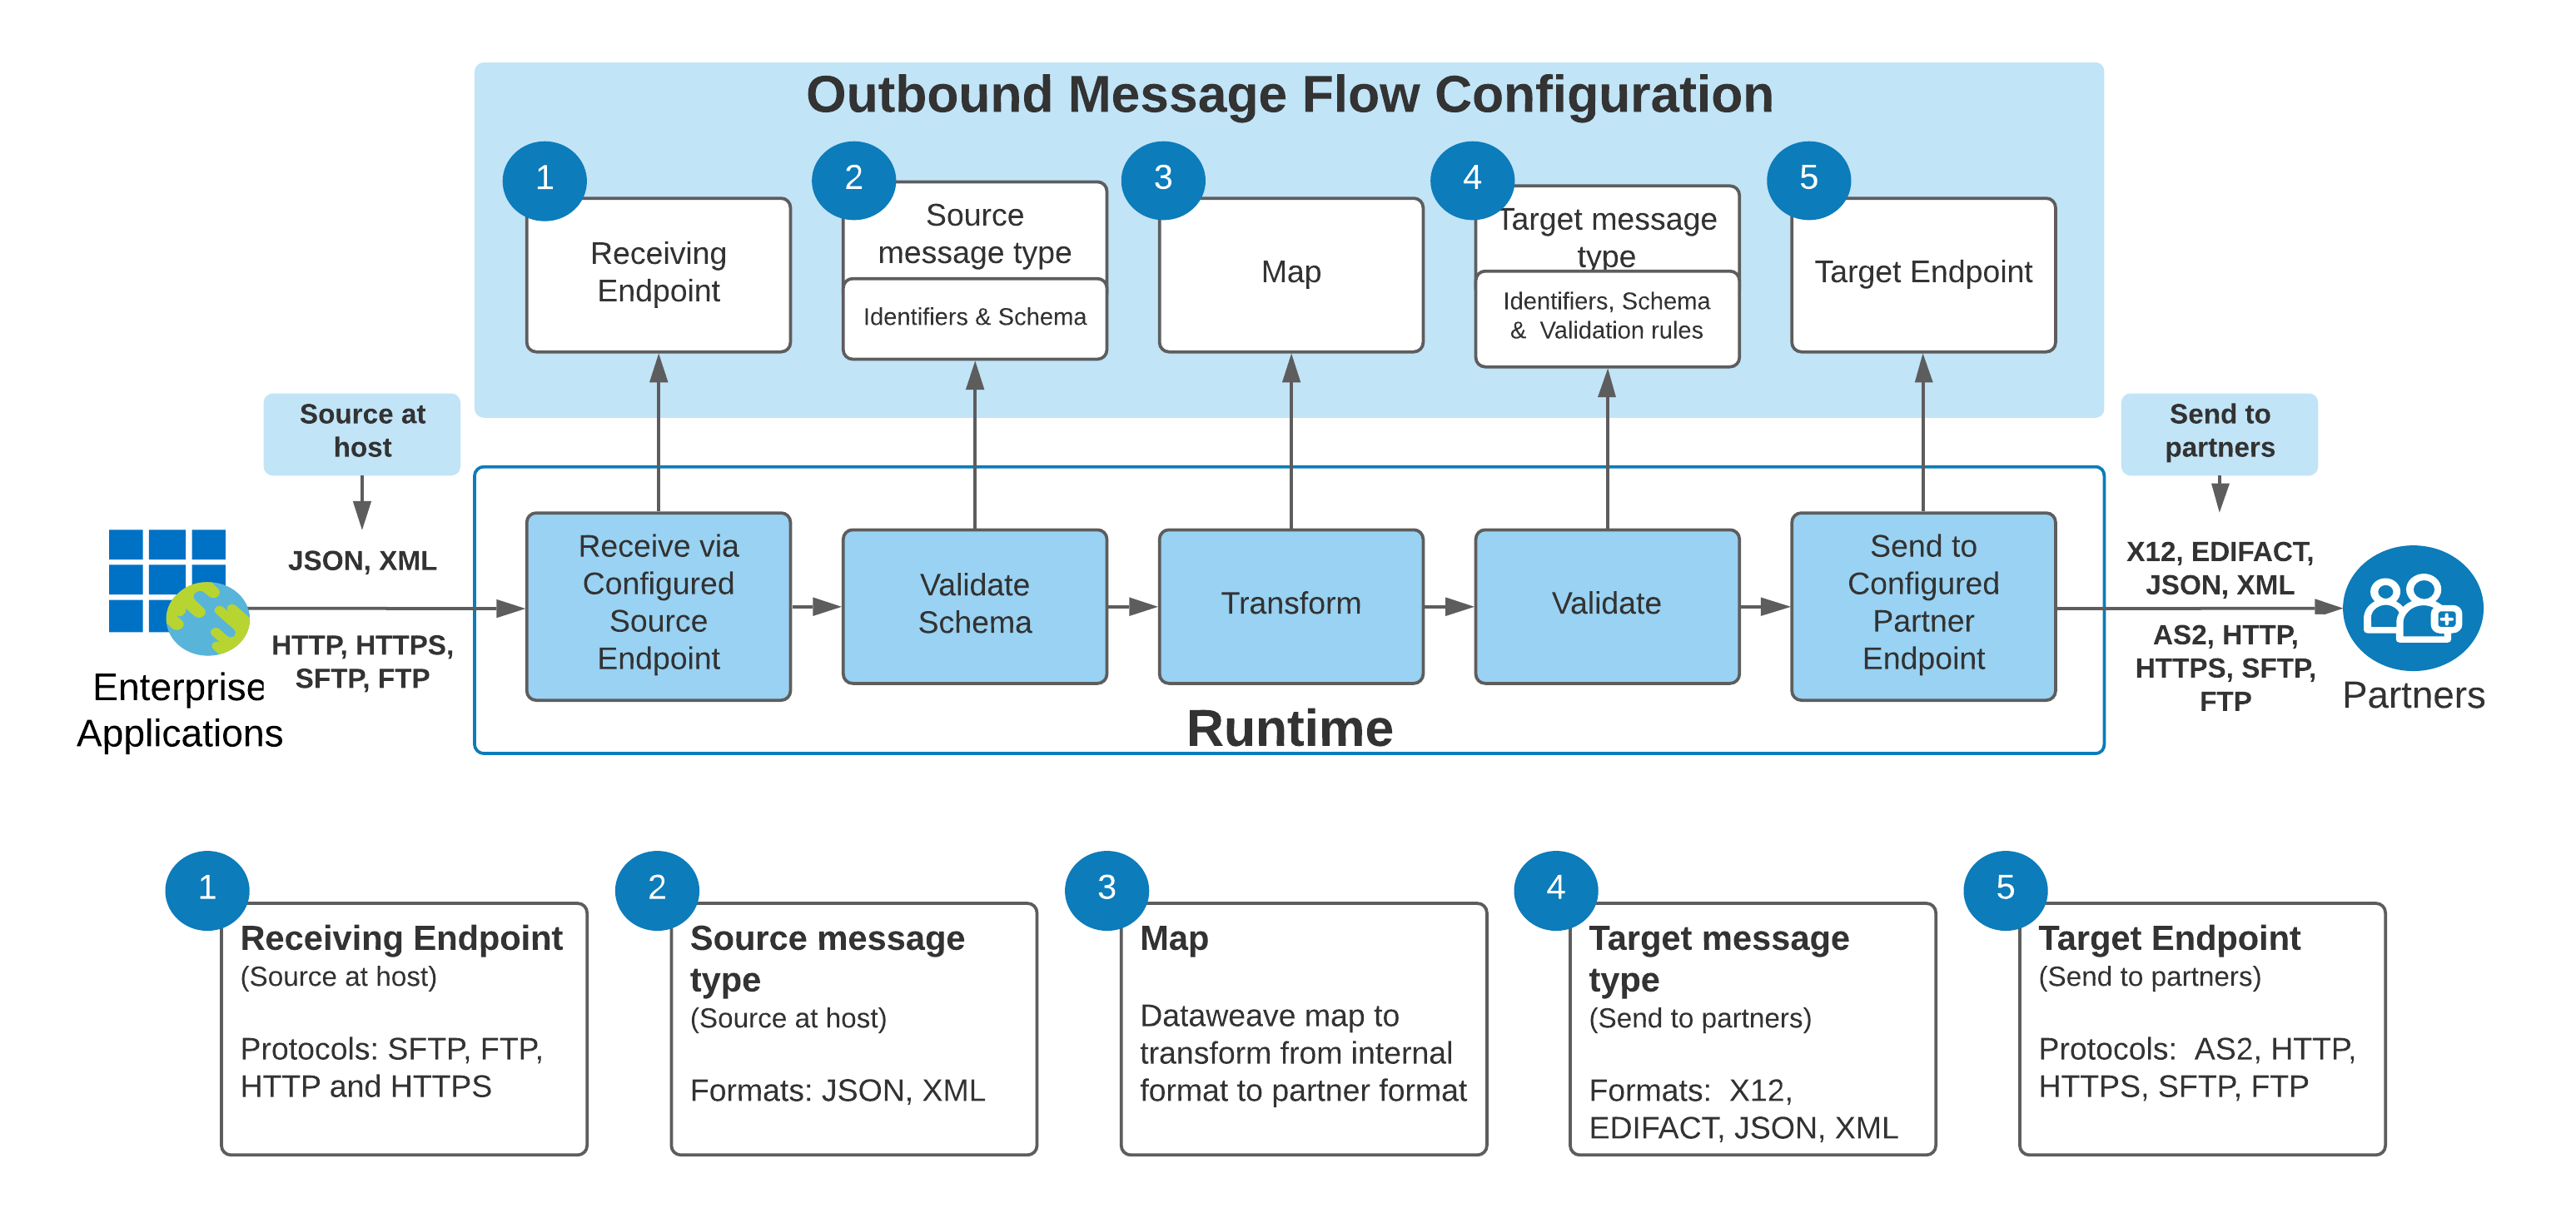 Outbound Message Flow Configuration
1
Receiving
Endpoint
2
Source
message type
Identifiers & Schema
3
Map
4
Target message
type
Identifiers, Schema
& Validation rules
5
Target Endpoint
Source at
host
JSON, XML
HTTP, HTTPS,
SFTP, FTP
Enterprise
Applications
Receive via
Configured
Source
Endpoint
Validate
Schema
Transform
Validate
Send to
Configured
Partner
Endpoint
Runtime
Send to
partners
X12, EDIFACT,
JSON, XML
AS2, HTTP,
HTTPS, SFTP,
FTP
Partners
1
Receiving Endpoint
(Source at host)
Protocols: SFTP, FTP,
HTTP and HTTPS
2
Source message
type
(Source at host)
Formats: JSON, XML
3
Map
Dataweave map to
transform from internal
format to partner format
4
Target message
type
(Send to partners)
Formats: X12,
EDIFACT, JSON, XML
5
Target Endpoint
(Send to partners)
Protocols: AS2, HTTP,
HTTPS, SFTP, FTP